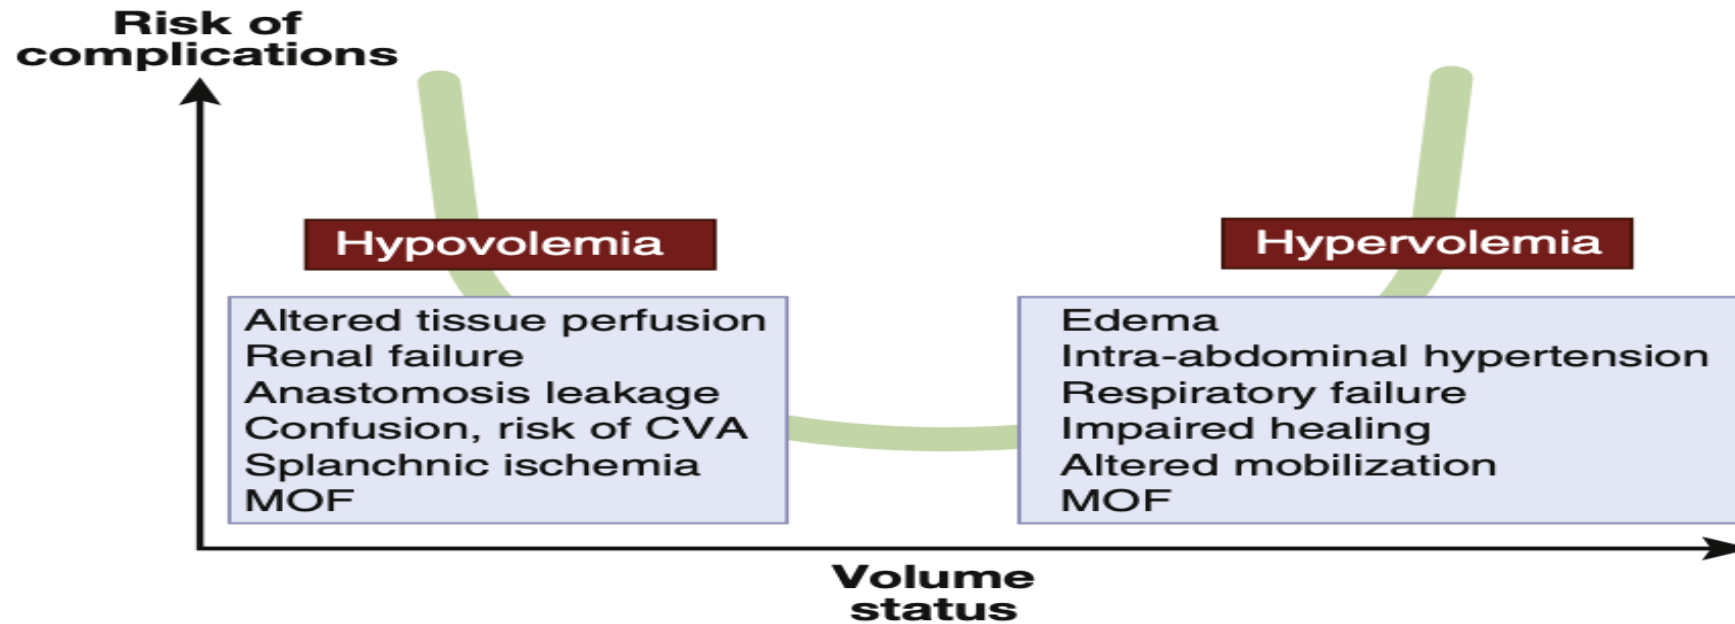 Risk of
complications
Hypovolemia
Altered tissue perfusion
Renal failure
Anastomosis leakage
Confusion, risk of CVA
Splanchnic ischemia
MOF
Hypervolemia
Edema
Intra-abdominal hypertension
Respiratory failure
Impaired healing
Altered mobilization
MOF
Volume
status